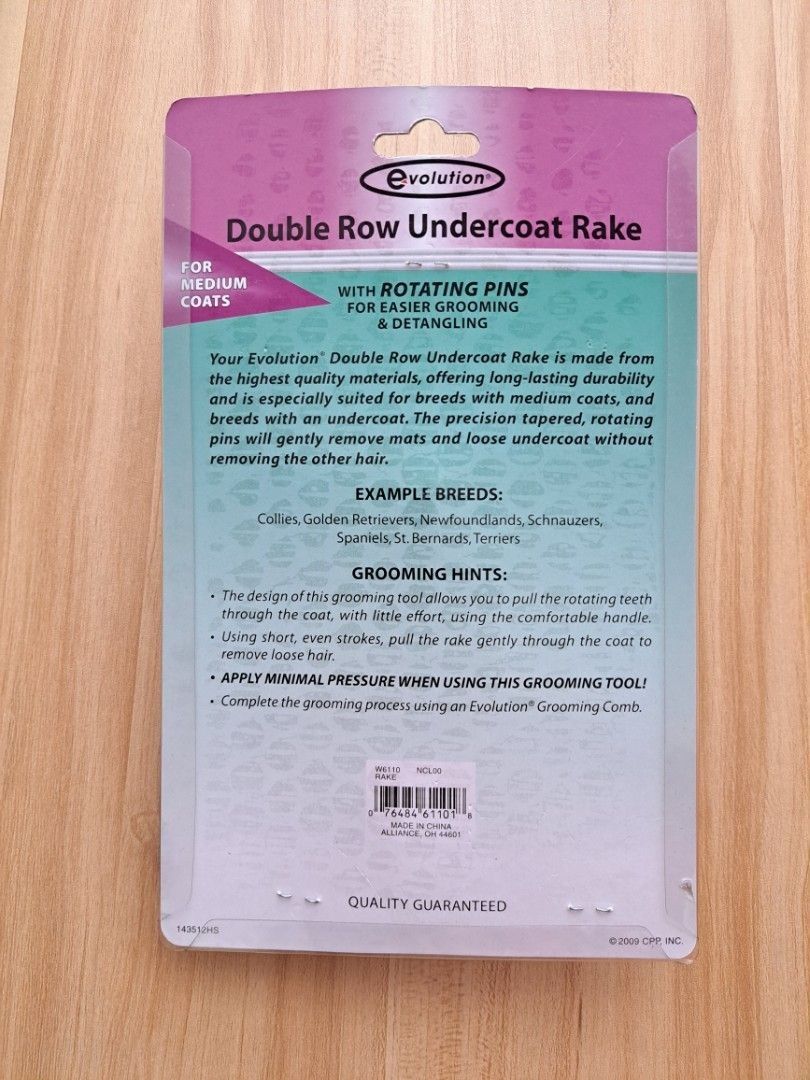 evolution®
Double Row Undercoat Rake
FOR
MEDIUM
COATS
WITH ROTATING PINS
FOR EASIER GROOMING
& DETANGLING
Your Evolution® Double Row Undercoat Rake is made from
the highest quality materials, offering long-lasting durability
and is especially suited for breeds with medium coats, and
breeds with an undercoat. The precision tapered, rotating
pins will gently remove mats and loose undercoat without
removing the other hair.
EXAMPLE BREEDS:
Collies, Golden Retrievers, Newfoundlands, Schnauzers,
Spaniels, St. Bernards, Terriers
GROOMING HINTS:
• The design of this grooming tool allows you to pull the rotating teeth
through the coat, with little effort, using the comfortable handle.
• Using short, even strokes, pull the rake gently through the coat to
remove loose hair.
• APPLY MINIMAL PRESSURE WHEN USING THIS GROOMING TOOL!
• Complete the grooming process using an Evolution® Grooming Comb.
W6110 NCL00
RAKE
0 76484 61101 8
MADE IN CHINA
ALLIANCE, OH 44601
QUALITY GUARANTEED
143512HS
© 2009 CPP, INC.